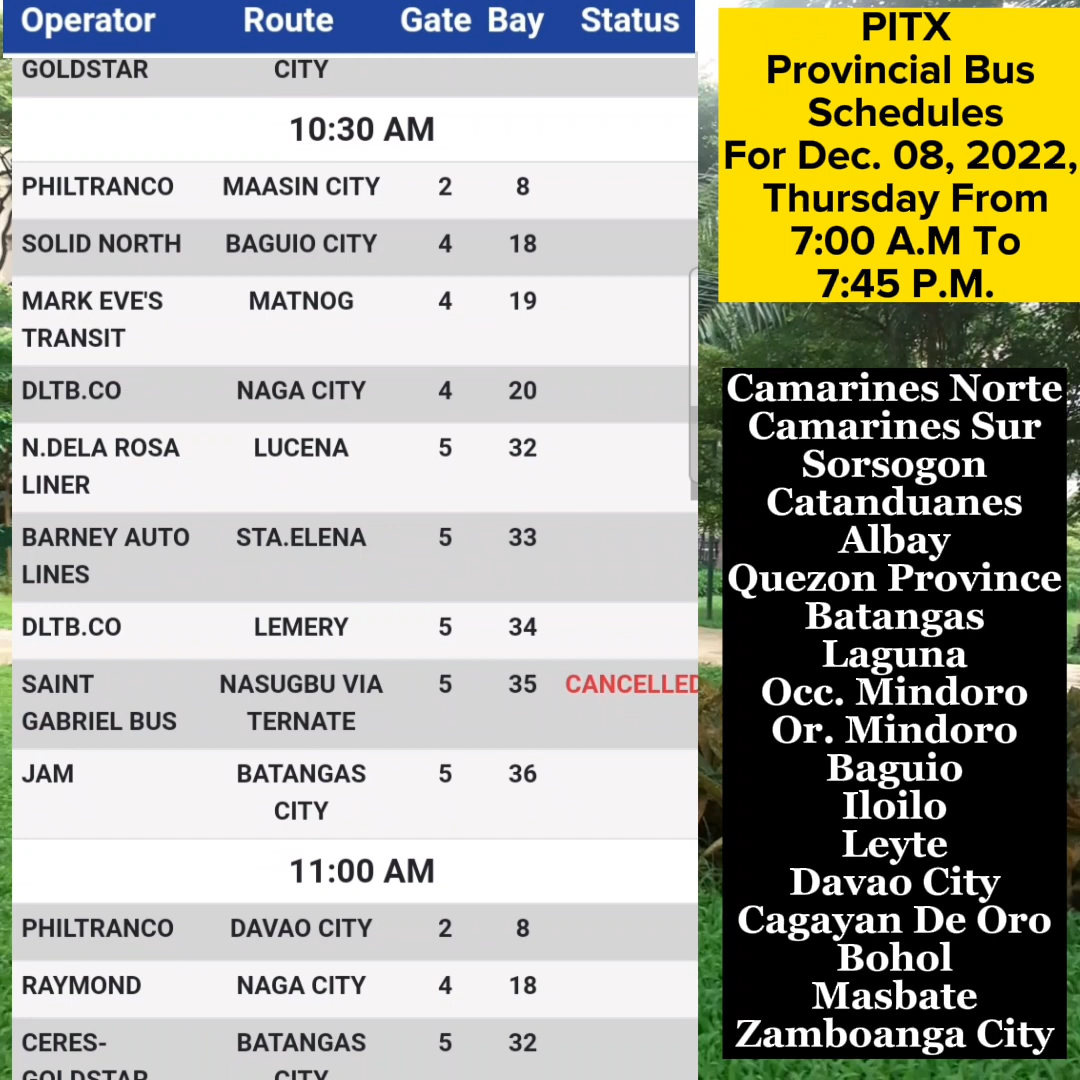 Operator Route Gate Bay Status
GOLDSTAR CITY
10:30 AM
PHILTRANCO MAASIN CITY 2 8
SOLID NORTH BAGUIO CITY 4 18
MARK EVE'S MATNOG 4 19
TRANSIT
DLTB.CO NAGA CITY 4 20
N.DELA ROSA LUCENA 5 32
LINER
BARNEY AUTO STA.ELENA 5 33
LINES
DLTB.CO LEMERY 5 34
SAINT NASUGBU VIA 5 35 CANCELLED
GABRIEL BUS TERNATE
JAM BATANGAS 5 36
CITY
11:00 AM
PHILTRANCO DAVAO CITY 2 8
RAYMOND NAGA CITY 4 18
CERES- BATANGAS 5 32
GOLDSTAR CITY
PITX
Provincial Bus
Schedules
For Dec. 08, 2022,
Thursday From
7:00 A.M To
7:45 P.M.
Camarines Norte
Camarines Sur
Sorsogon
Catanduanes
Albay
Quezon Province
Batangas
Laguna
Occ. Mindoro
Or. Mindoro
Baguio
Iloilo
Leyte
Davao City
Cagayan De Oro
Bohol
Masbate
Zamboanga City